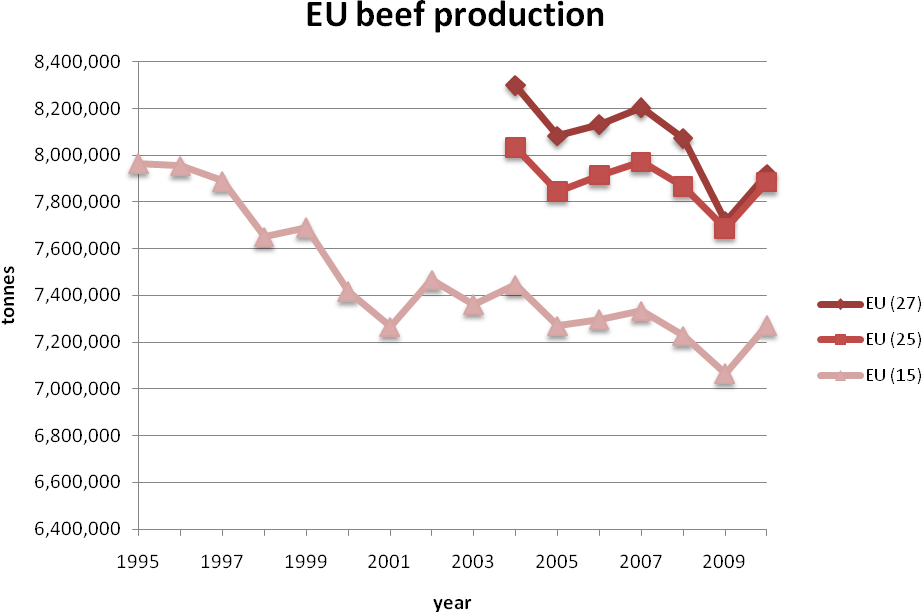 EU beef production
8,400,000
8,200,000
8,000,000
7,800,000
7,600,000
7,400,000
7,200,000
7,000,000
6,800,000
6,600,000
6,400,000
tonnes
1995 1997 1999 2001 2003 2005 2007 2009
year
EU (27)
EU (25)
EU (15)